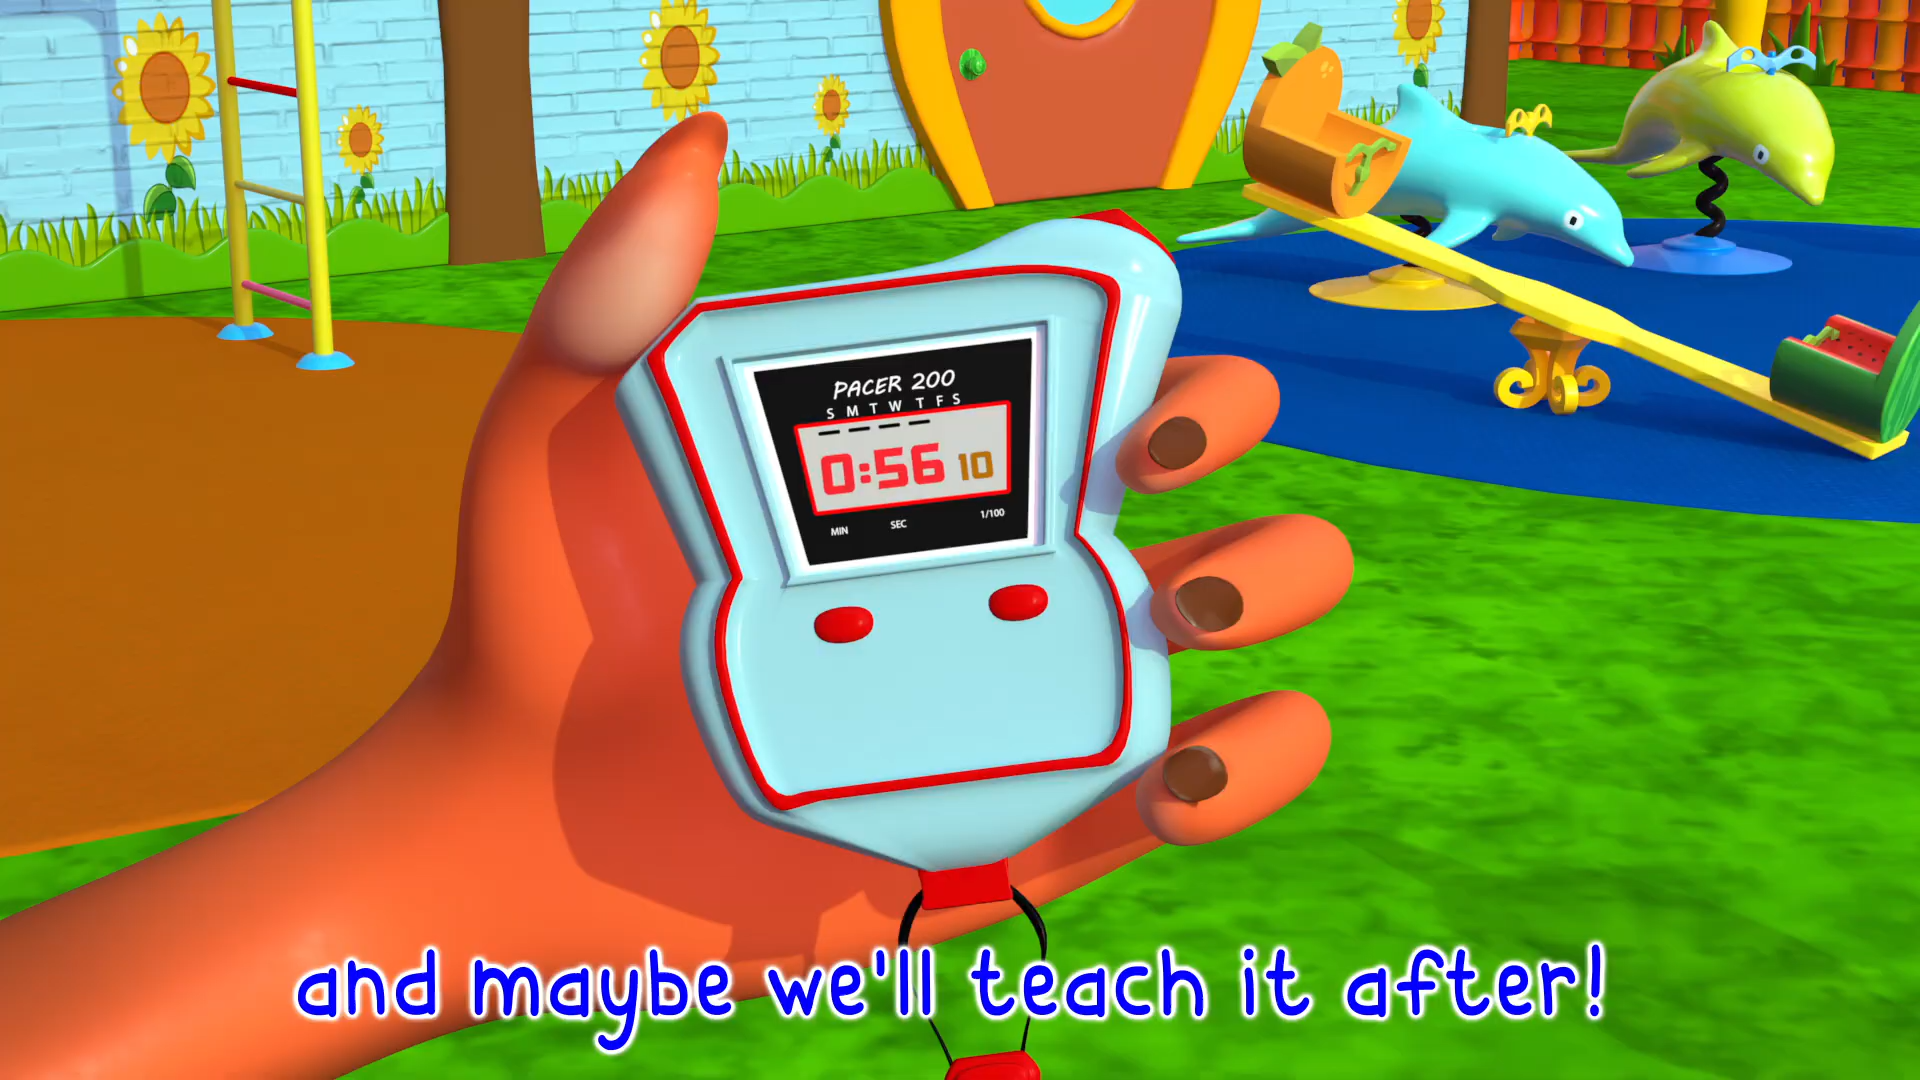 PACER 200
S M T W T F S
0:56 10
MIN SEC 1/100
and maybe we'll teach it after!